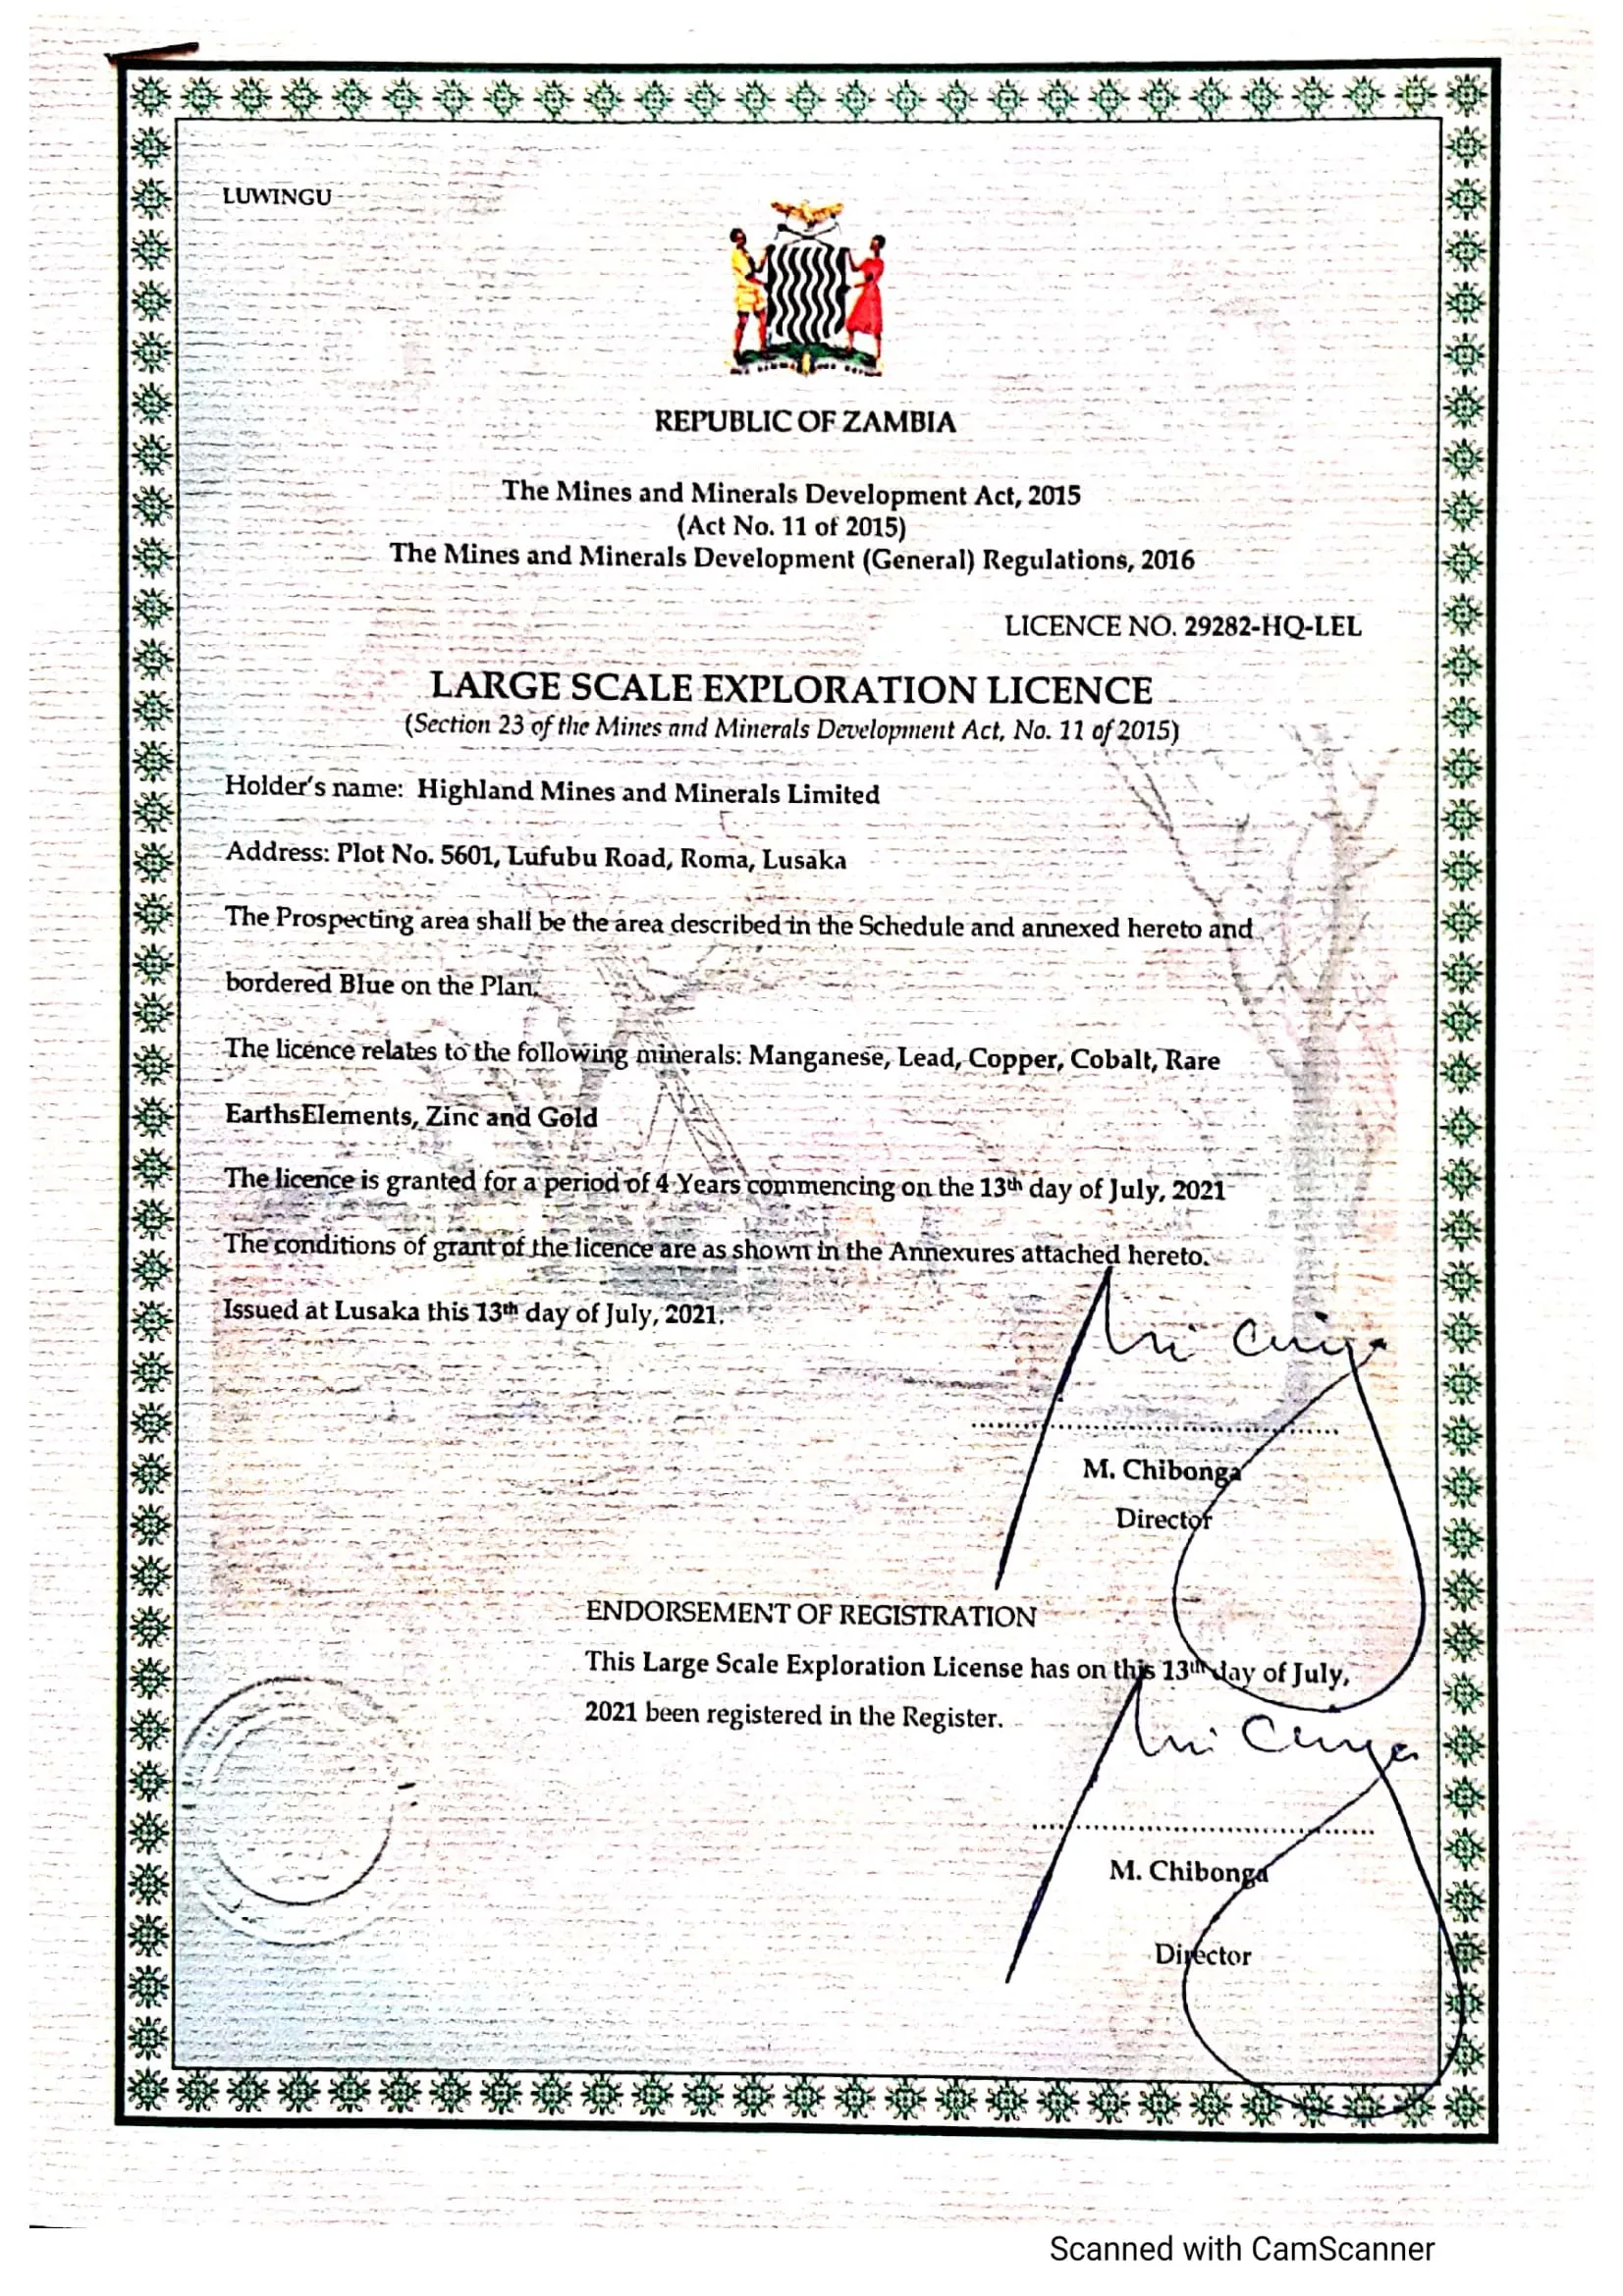 LUWINGU
REPUBLIC OF ZAMBIA
The Mines and Minerals Development Act, 2015
(Act No. 11 of 2015)
The Mines and Minerals Development (General) Regulations, 2016
LICENCE NO. 29282-HQ-LEL
LARGE SCALE EXPLORATION LICENCE
(Section 23 of the Mines and Minerals Development Act, No. 11 of 2015)
Holder's name: Highland Mines and Minerals Limited
Address: Plot No. 5601, Lufubu Road, Roma, Lusaka
The Prospecting area shall be the area described in the Schedule and annexed hereto and
bordered Blue on the Plan.
The licence relates to the following minerals: Manganese, Lead, Copper, Cobalt, Rare
EarthsElements, Zinc and Gold
The licence is granted for a period of 4 Years commencing on the 13th day of July, 2021
The conditions of grant of the licence are as shown in the Annexures attached hereto.
Issued at Lusaka this 13th day of July, 2021.
M. Chibonga
Director
ENDORSEMENT OF REGISTRATION
This Large Scale Exploration License has on this 13th day of July,
2021 been registered in the Register.
M. Chibonga
Director
Scanned with CamScanner